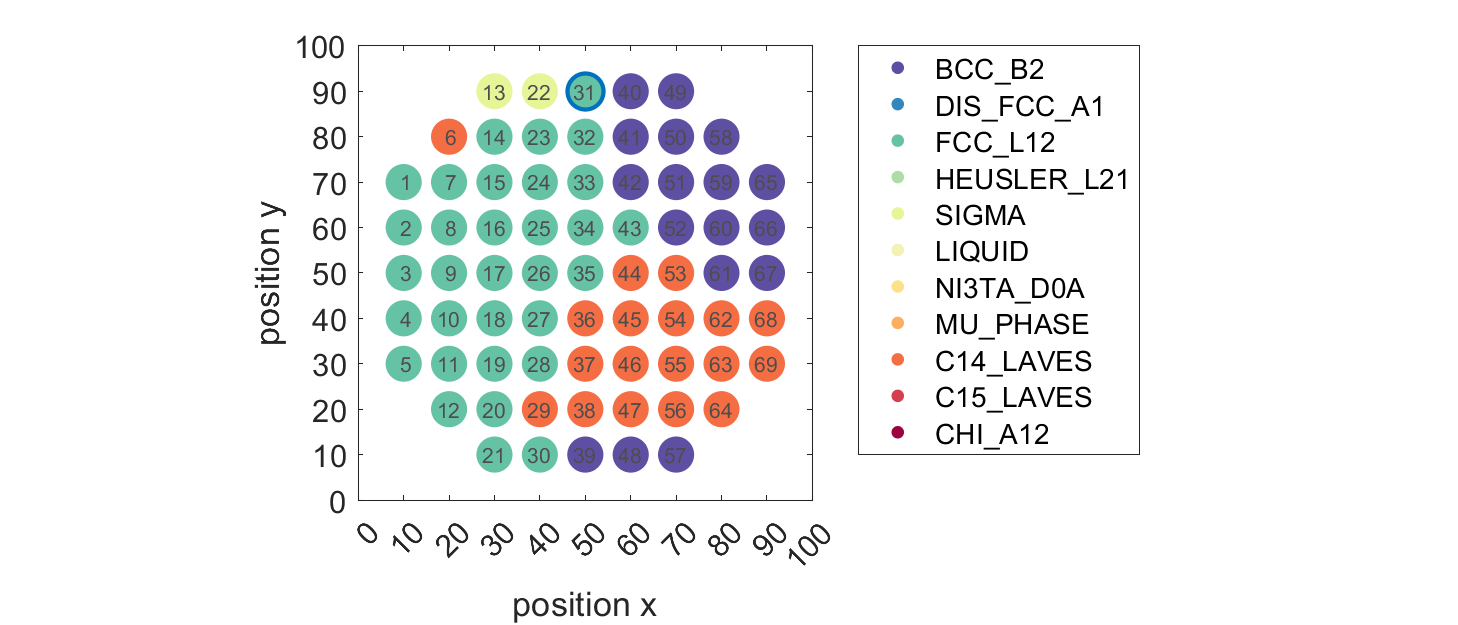 100
90
80
70
60
50
40
30
20
10
0
position y
13 22 31 40 49
6 14 23 32 41 50 58
1 7 15 24 33 42 51 59 65
2 8 16 25 34 43 52 60 66
3 9 17 26 35 44 53 61 67
4 10 18 27 36 45 54 62 68
5 11 19 28 37 46 55 63 69
12 20 29 38 47 56 64
21 30 39 48 57
0 10 20 30 40 50 60 70 80 90 100
position x
BCC_B2
DIS_FCC_A1
FCC_L12
HEUSLER_L21
SIGMA
LIQUID
NI3TA_D0A
MU_PHASE
C14_LAVES
C15_LAVES
CHI_A12